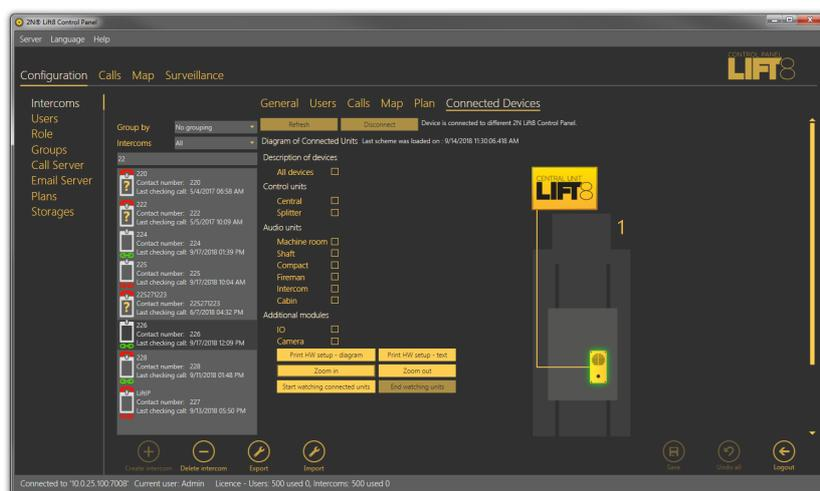 2N® Lift8 Control Panel
Server Language Help
CONTROL PANEL
LIFT8
Configuration Calls Map Surveillance
Intercoms
Users
Role
Groups
Call Server
Email Server
Plans
Storages
General Users Calls Map Plan Connected Devices
Group by No grouping
Intercoms All
22
220
Contact number: 220
Last checking call: 5/4/2017 06:58 AM
222
Contact number: 222
Last checking call: 5/5/2017 10:09 AM
224
Contact number: 224
Last checking call: 9/17/2018 01:39 PM
225
Contact number: 225
Last checking call: 9/17/2018 10:04 AM
225271223
Contact number: 225271223
Last checking call: 6/7/2018 04:32 PM
226
Contact number: 226
Last checking call: 9/17/2018 12:09 PM
228
Contact number: 228
Last checking call: 9/11/2018 01:48 PM
LiftIP
Contact number: 227
Last checking call: 9/13/2018 05:50 PM
Refresh Disconnect Device is connected to different 2N Lift8 Control Panel.
Diagram of Connected Units Last scheme was loaded on : 9/14/2018 11:30:06.418 AM
Description of devices
All devices
Control units
Central
Splitter
Audio units
Machine room
Shaft
Compact
Fireman
Intercom
Cabin
Additional modules
IO
Camera
Print HW setup - diagram Print HW setup - text
Zoom in Zoom out
Start watching connected units End watching units
CENTRAL UNIT
LIFT8
1
Create intercom Delete intercom Export Import Save Undo all Logout
Connected to '10.0.25.100:7008' Current user: Admin Licence - Users: 500 used 0, Intercoms: 500 used 0